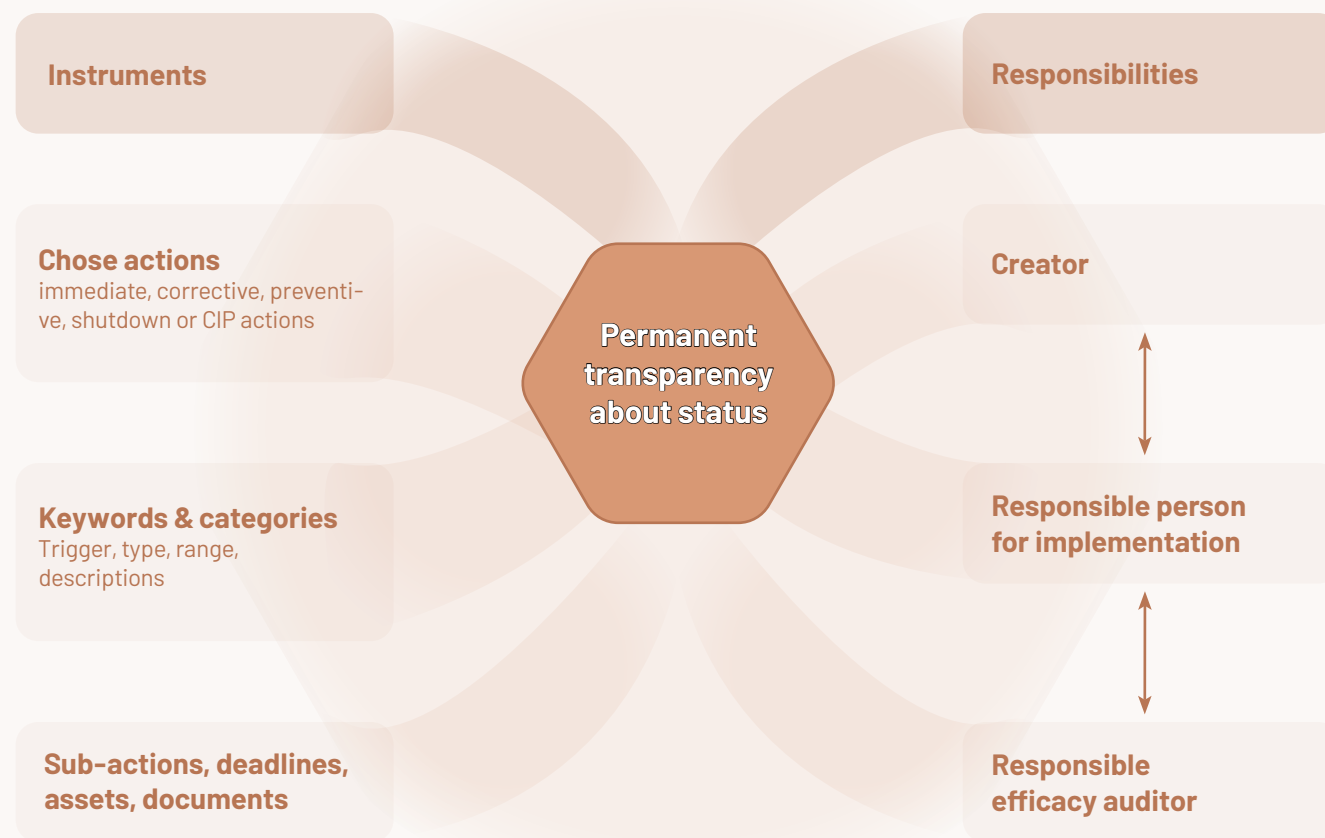 Instruments
Chose actions
immediate, corrective, preventi-
ve, shutdown or CIP actions
Keywords & categories
Trigger, type, range,
descriptions
Sub-actions, deadlines,
assets, documents
Permanent
transparency
about status
Responsibilities
Creator
Responsible person
for implementation
Responsible
efficacy auditor